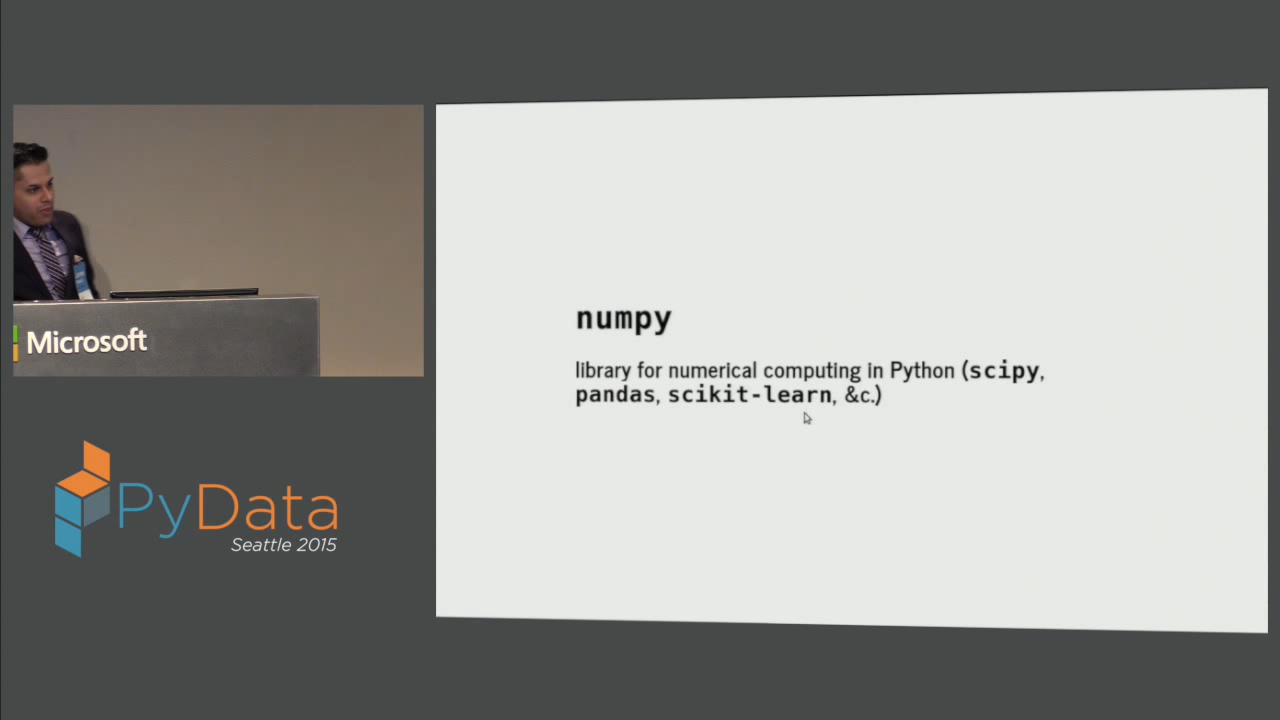 Microsoft
PyData
Seattle 2015
numpy
library for numerical computing in Python (scipy,
pandas, scikit-learn, &c.)